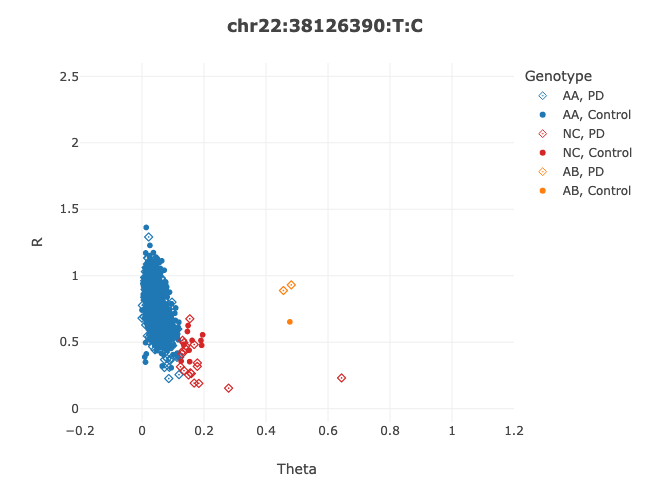 chr22:38126390:T:C
Genotype
AA, PD
AA, Control
NC, PD
NC, Control
AB, PD
AB, Control
R
2.5
2
1.5
1
0.5
0
−0.2 0 0.2 0.4 0.6 0.8 1 1.2
Theta